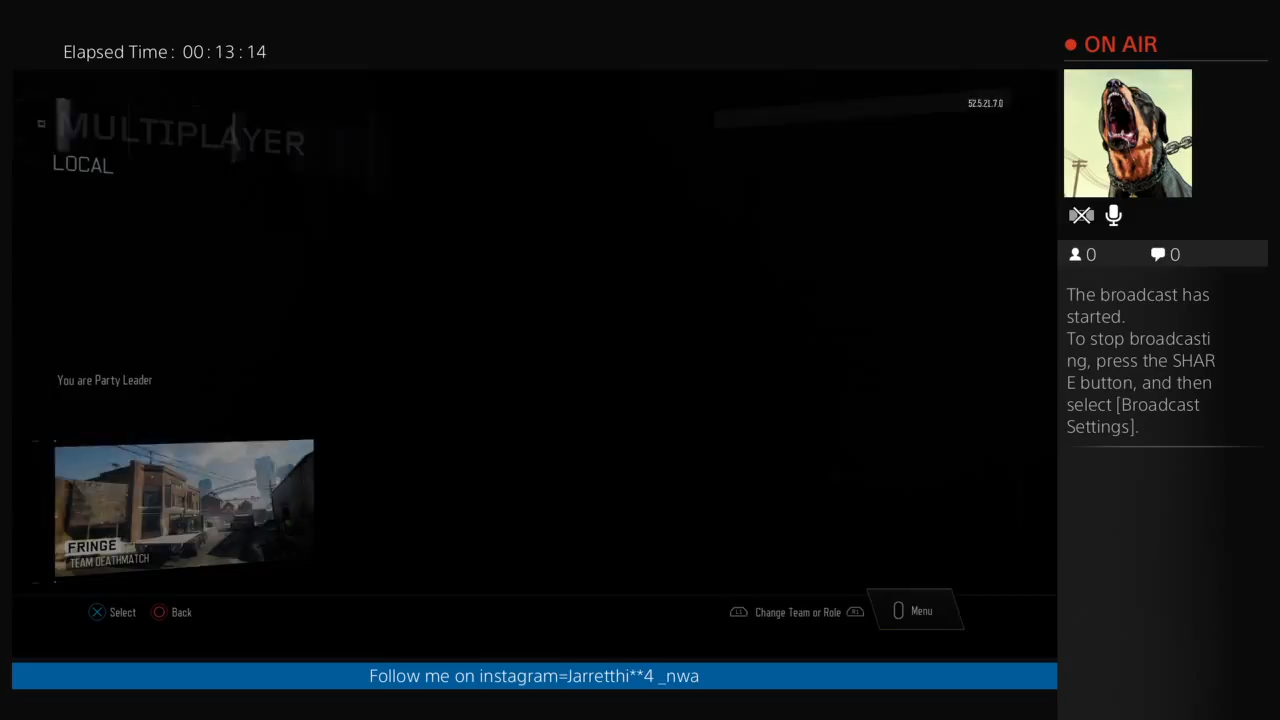 Elapsed Time: 00:13:14
ON AIR
MULTIPLAYER
LOCAL
52.5.21.7.0
0 0
The broadcast has
started.
To stop broadcasti
ng, press the SHAR
E button, and then
select [Broadcast
Settings].
You are Party Leader
FRINGE
TEAM DEATHMATCH
Select Back
L1 Change Team or Role R1 Menu
Follow me on instagram=Jarretthi**4 _nwa